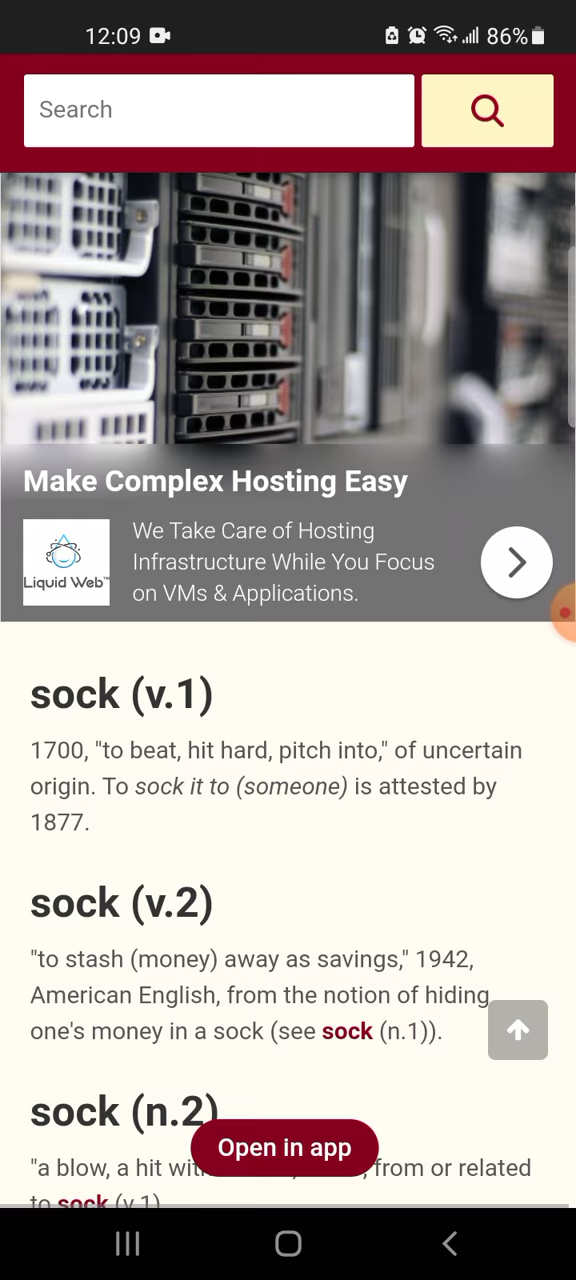 12:09
86%
Search
Make Complex Hosting Easy
We Take Care of Hosting
Infrastructure While You Focus
on VMs & Applications.
Liquid Web™
sock (v.1)
1700, "to beat, hit hard, pitch into," of uncertain
origin. To sock it to (someone) is attested by
1877.
sock (v.2)
"to stash (money) away as savings," 1942,
American English, from the notion of hiding
one's money in a sock (see sock (n.1)).
sock (n.2)
Open in app
"a blow, a hit from or related
to sock (v.1)